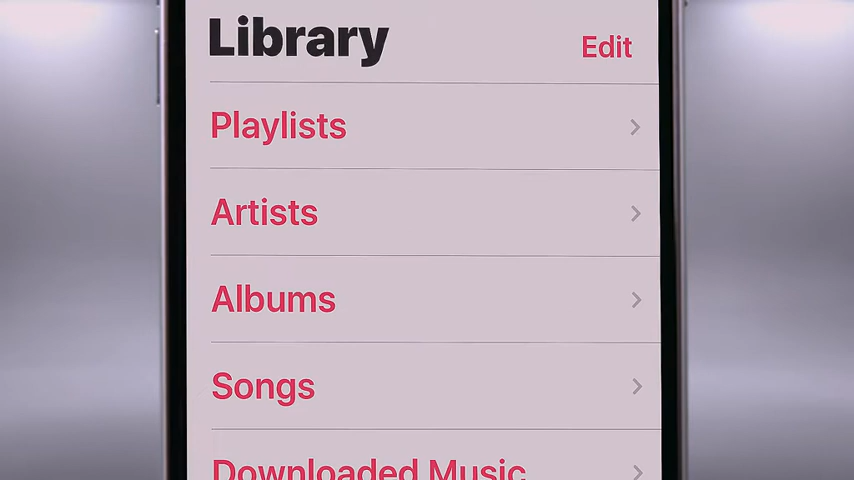 Library
Edit
Playlists
Artists
Albums
Songs
Downloaded Music